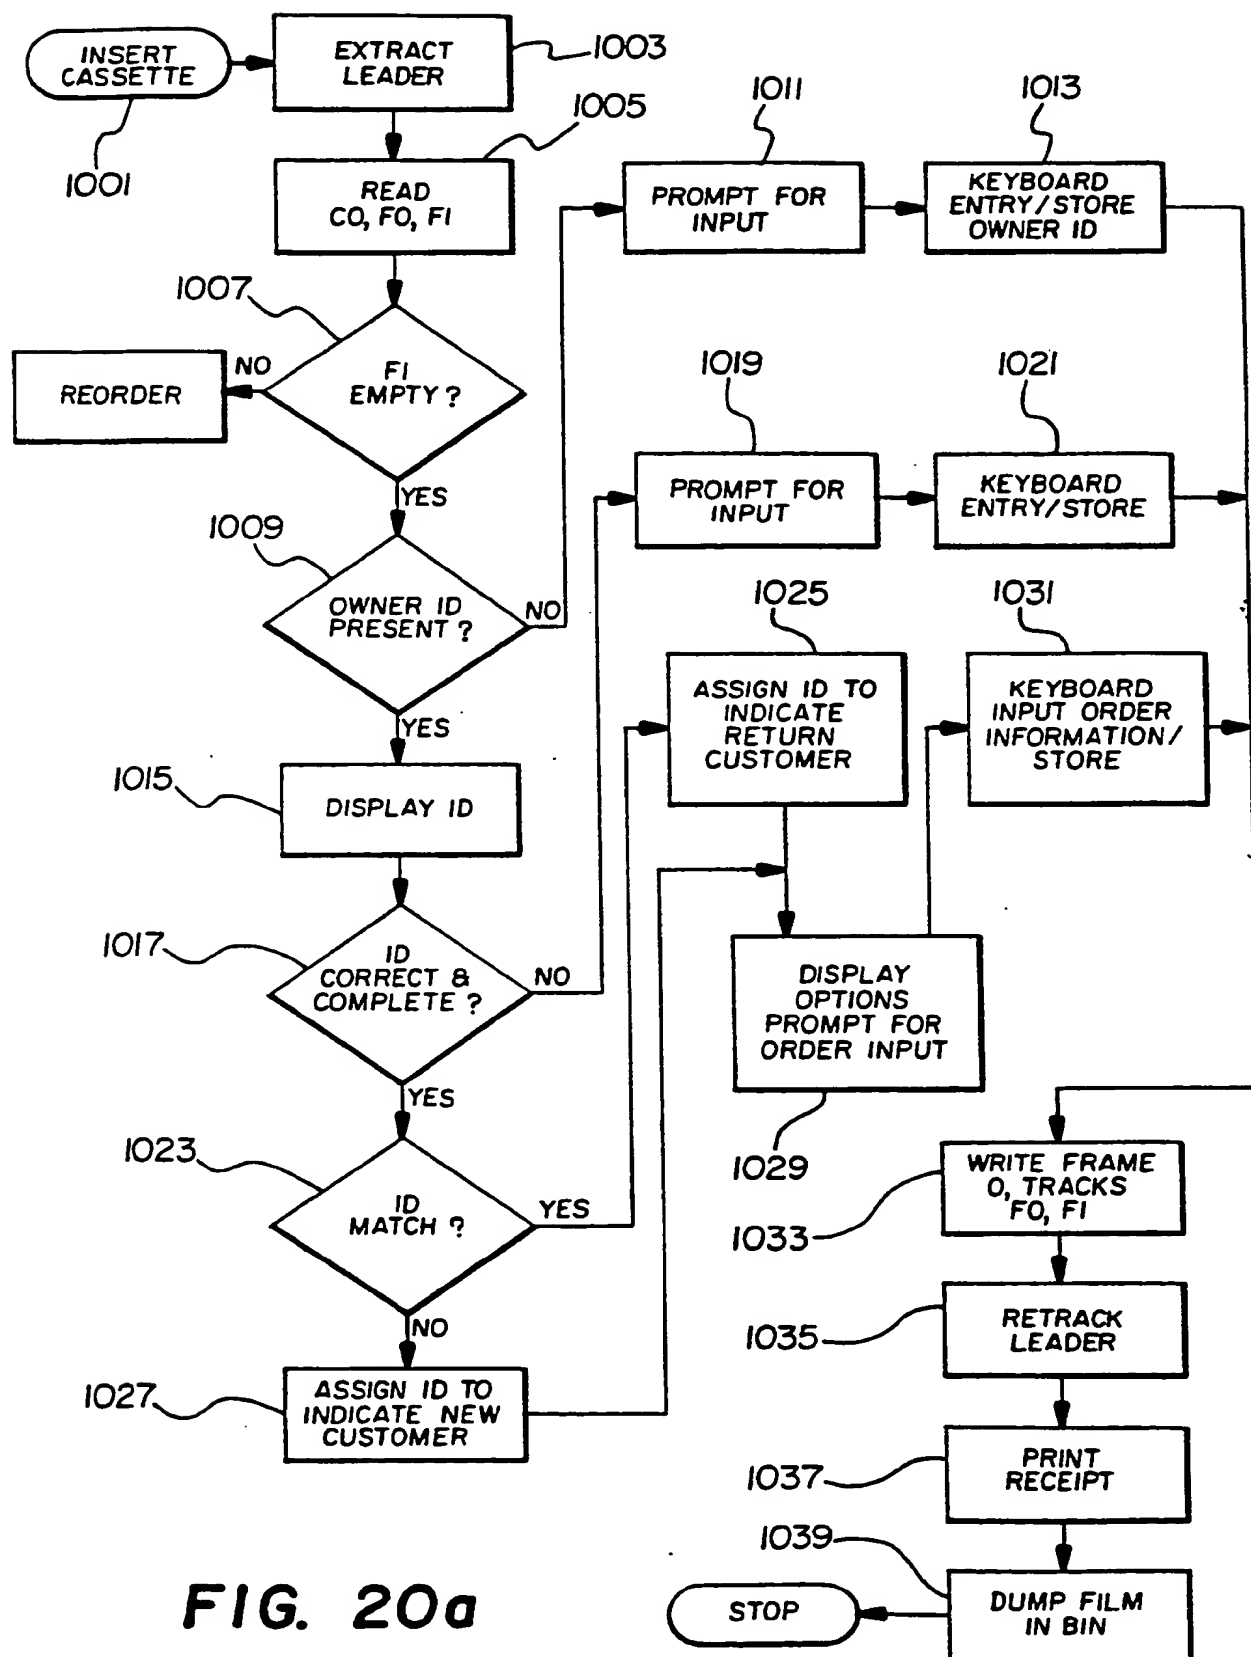 INSERT
CASSETTE
1001
EXTRACT
LEADER
1003
1005
READ
CO, FO, FI
1007
FI
EMPTY ?
NO
REORDER
YES
1009
OWNER ID
PRESENT ?
NO
YES
1011
PROMPT FOR
INPUT
1013
KEYBOARD
ENTRY/STORE
OWNER ID
1015
DISPLAY ID
1017
ID
CORRECT &
COMPLETE ?
NO
YES
1019
PROMPT FOR
INPUT
1021
KEYBOARD
ENTRY/STORE
1023
ID
MATCH ?
YES
NO
1025
ASSIGN ID TO
INDICATE
RETURN
CUSTOMER
1027
ASSIGN ID TO
INDICATE NEW
CUSTOMER
1029
DISPLAY
OPTIONS
PROMPT FOR
ORDER INPUT
1031
KEYBOARD
INPUT ORDER
INFORMATION/
STORE
1033
WRITE FRAME
O, TRACKS
FO, FI
1035
RETRACK
LEADER
1037
PRINT
RECEIPT
1039
DUMP FILM
IN BIN
STOP
FIG. 20a